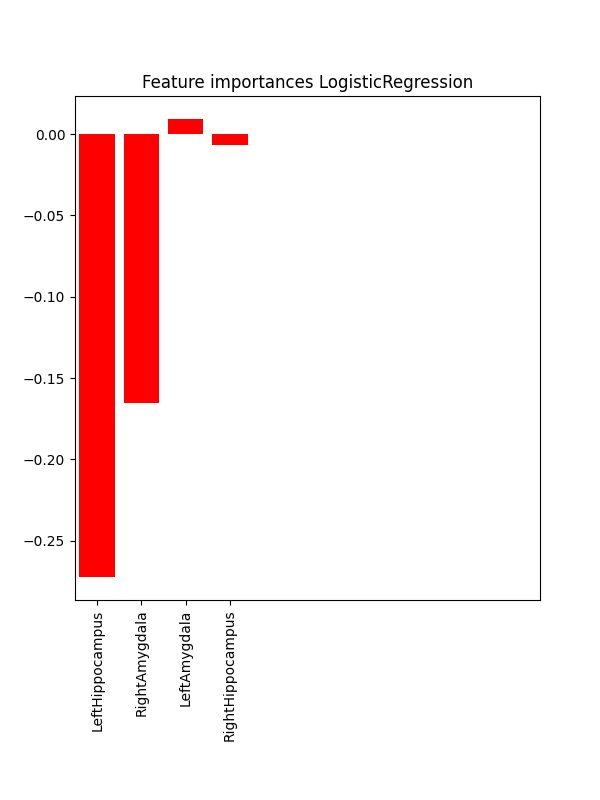 Feature importances LogisticRegression
0.00
−0.05
−0.10
−0.15
−0.20
−0.25
LeftHippocampus
RightAmygdala
LeftAmygdala
RightHippocampus